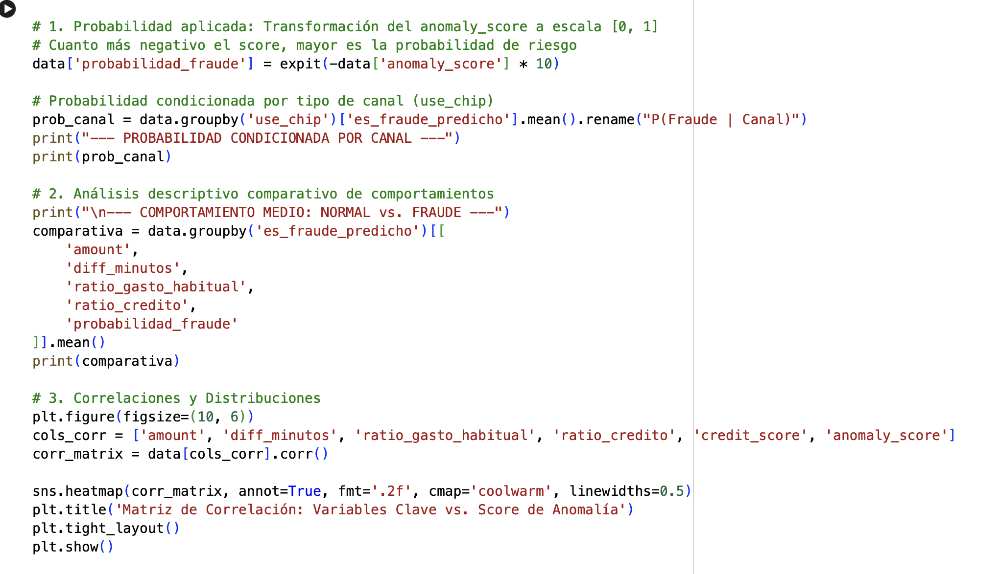 # 1. Probabilidad aplicada: Transformación del anomaly_score a escala [0, 1]
# Cuanto más negativo el score, mayor es la probabilidad de riesgo
data['probabilidad_fraude'] = expit(-data['anomaly_score'] * 10)

# Probabilidad condicionada por tipo de canal (use_chip)
prob_canal = data.groupby('use_chip')['es_fraude_predicho'].mean().rename("P(Fraude | Canal)")
print("--- PROBABILIDAD CONDICIONADA POR CANAL ---")
print(prob_canal)

# 2. Análisis descriptivo comparativo de comportamientos
print("\n--- COMPORTAMIENTO MEDIO: NORMAL vs. FRAUDE ---")
comparativa = data.groupby('es_fraude_predicho')[[
    'amount',
    'diff_minutos',
    'ratio_gasto_habitual',
    'ratio_credito',
    'probabilidad_fraude'
]].mean()
print(comparativa)

# 3. Correlaciones y Distribuciones
plt.figure(figsize=(10, 6))
cols_corr = ['amount', 'diff_minutos', 'ratio_gasto_habitual', 'ratio_credito', 'credit_score', 'anomaly_score']
corr_matrix = data[cols_corr].corr()

sns.heatmap(corr_matrix, annot=True, fmt='.2f', cmap='coolwarm', linewidths=0.5)
plt.title('Matriz de Correlación: Variables Clave vs. Score de Anomalía')
plt.tight_layout()
plt.show()